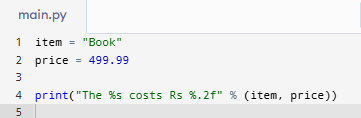 main.py
1 item = "Book"
2 price = 499.99
3
4 print("The %s costs Rs %.2f" % (item, price))
5